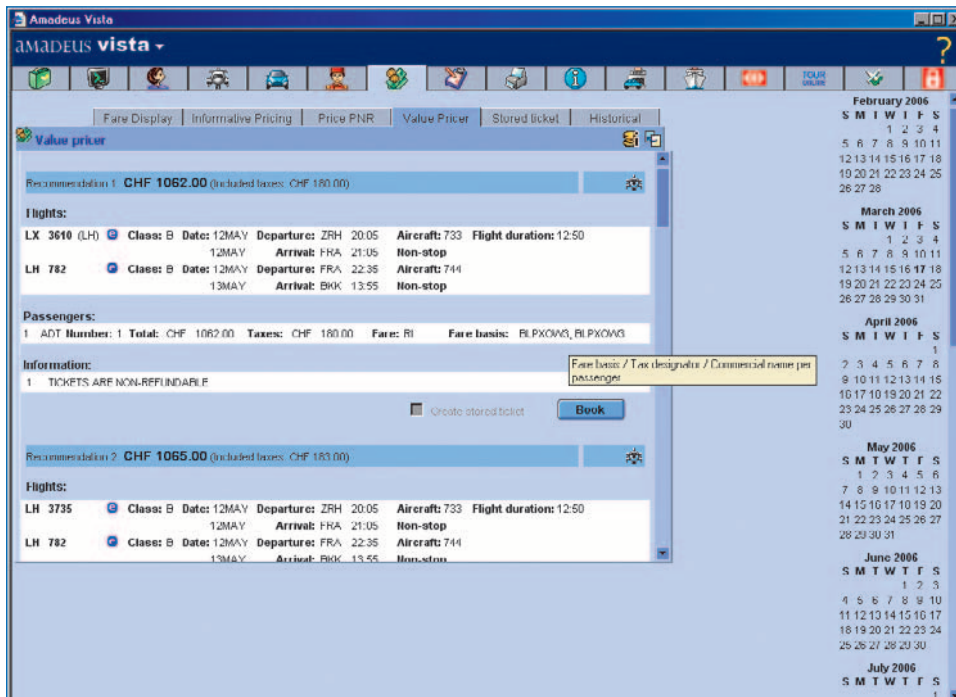 Amadeus Vista
AMADEUS vista
?
TOUR ONLINE
Fare Display Informative Pricing Price PNR Value Pricer Stored ticket Historical
Value pricer
Recommendation 1 CHF 1062.00 (Included taxes: CHF 180.00)
Flights:
LX 3610 (LH) Class: B Date: 12MAY Departure: ZRH 20:05 Aircraft: 733 Flight duration: 12:50
12MAY Arrival: FRA 21:05 Non-stop
LH 782 Class: B Date: 12MAY Departure: FRA 22:35 Aircraft: 744
13MAY Arrival: BKK 13:55 Non-stop
Passengers:
1 ADT Number: 1 Total: CHF 1062.00 Taxes: CHF 180.00 Fare: Fare basis: BLPXOW3, BLPXOW3
Fare basis / Tax designator / Commercial name per
passenger
Information:
1 TICKETS ARE NON-REFUNDABLE
Create stored ticket Book
Recommendation 2 CHF 1065.00 (Included taxes: CHF 183.00)
Flights:
LH 3735 Class: B Date: 12MAY Departure: ZRH 20:05 Aircraft: 733 Flight duration: 12:50
12MAY Arrival: FRA 21:05 Non-stop
LH 782 Class: B Date: 12MAY Departure: FRA 22:35 Aircraft: 744
13MAY Arrival: BKK 13:55 Non-stop
February 2006
S M T W T F S
1 2 3 4
5 6 7 8 9 10 11
12 13 14 15 16 17 18
19 20 21 22 23 24 25
26 27 28
March 2006
S M T W T F S
1 2 3 4
5 6 7 8 9 10 11
12 13 14 15 16 17 18
19 20 21 22 23 24 25
26 27 28 29 30 31
April 2006
S M T W T F S
1
2 3 4 5 6 7 8
9 10 11 12 13 14 15
16 17 18 19 20 21 22
23 24 25 26 27 28 29
30
May 2006
S M T W T F S
1 2 3 4 5 6
7 8 9 10 11 12 13
14 15 16 17 18 19 20
21 22 23 24 25 26 27
28 29 30 31
June 2006
S M T W T F S
1 2 3
4 5 6 7 8 9 10
11 12 13 14 15 16 17
18 19 20 21 22 23 24
25 26 27 28 29 30
July 2006
S M T W T F S
1